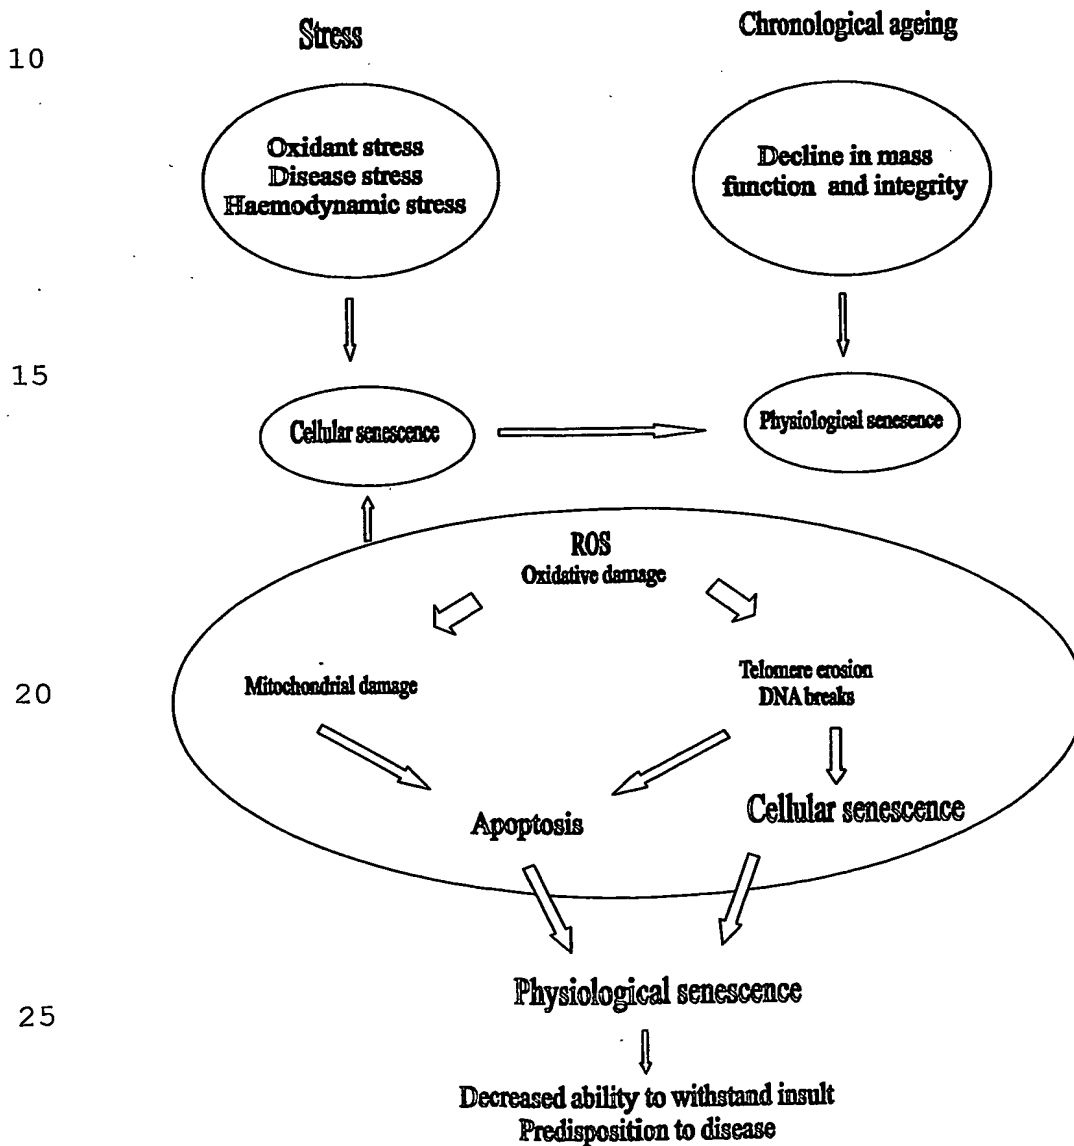 Stress
Chronological ageing
10
Oxidant stress
Disease stress
Haemodynamic stress
Decline in mass
function and integrity
15
Cellular senescence
Physiological senesence
ROS
Oxidative damage
20
Mitochondrial damage
Telomere erosion
DNA breaks
Apoptosis
Cellular senescence
25
Physiological senescence
Decreased ability to withstand insult
Predisposition to disease